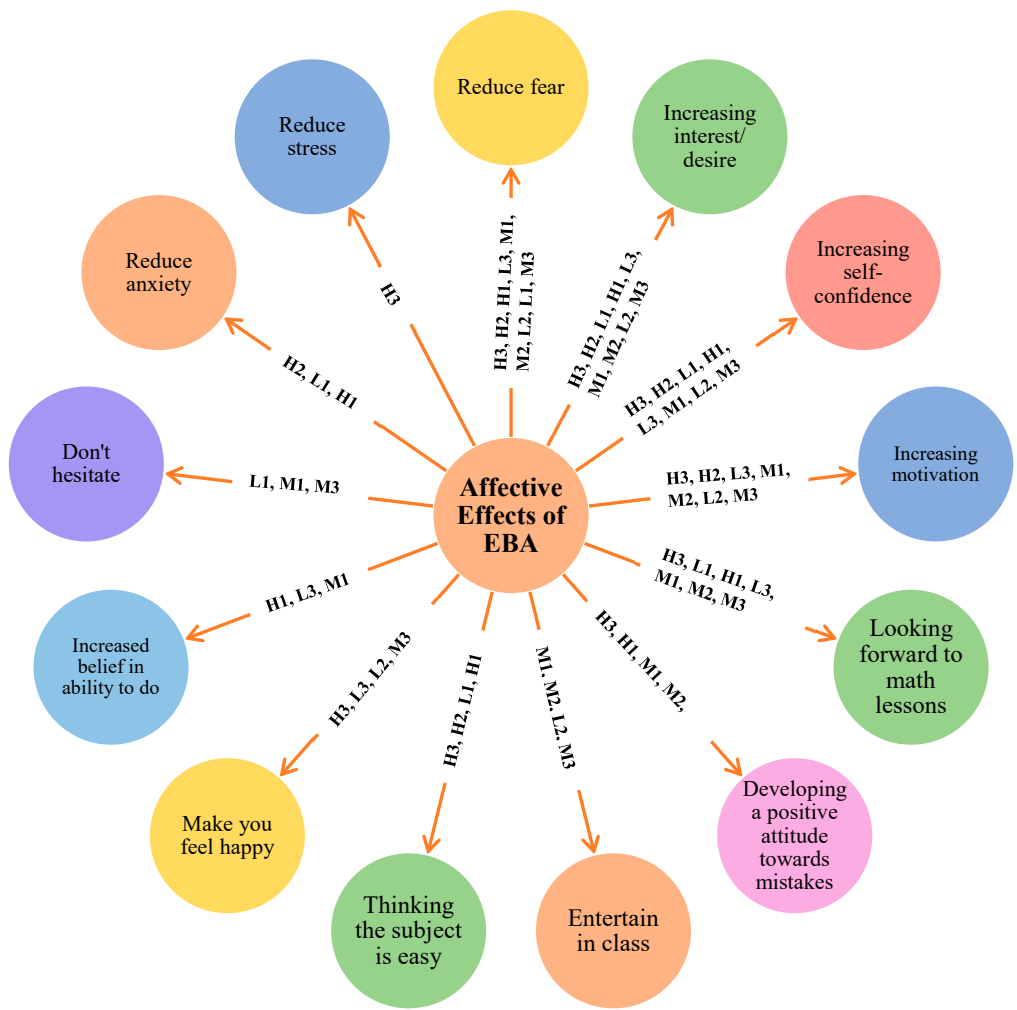 Reduce fear
Increasing
interest/
desire
Increasing
self-
confidence
Increasing
motivation
Looking
forward to
math
lessons
Developing
a positive
attitude
towards
mistakes
Entertain
in class
Thinking
the subject
is easy
Make you
feel happy
Increased
belief in
ability to do
Don't
hesitate
Reduce
anxiety
Reduce
stress
Affective
Effects of
EBA
H3, H2, H1, L3, M1,
M2, L2, L1, M3
H3, H2, L1, H1, L3,
M1, M2, L2, M3
H3, H2, L1, H1,
L3, M1, L2, M3
H3, H2, L3, M1,
M2, L2, M3
H3, L1, H1, L3,
M1, M2, M3
H3, H1, M1, M2,
M1, M2, L2, M3
H3, H2, L1, H1
H3, L3, L2, M3
H1, L3, M1
L1, M1, M3
H2, L1, H1
H3